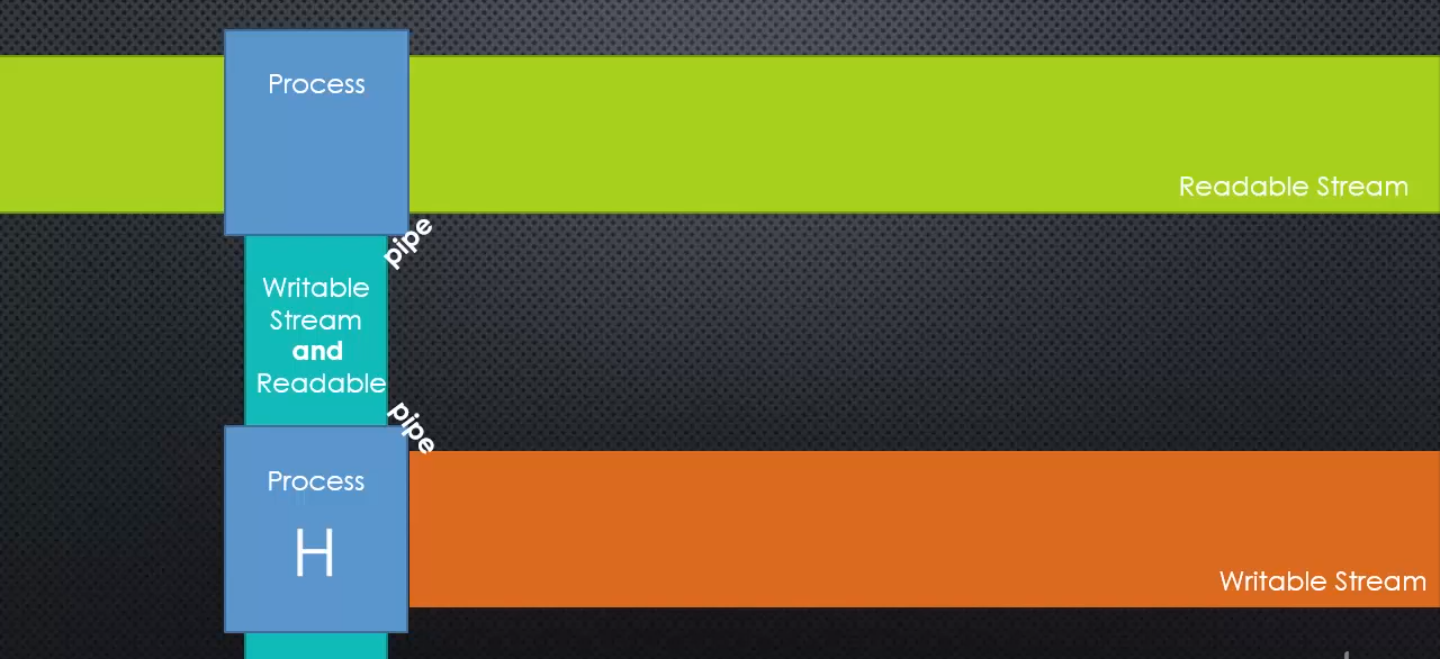 Process
Readable Stream
pipe
Writable
Stream
and
Readable
pipe
Process
H
Writable Stream